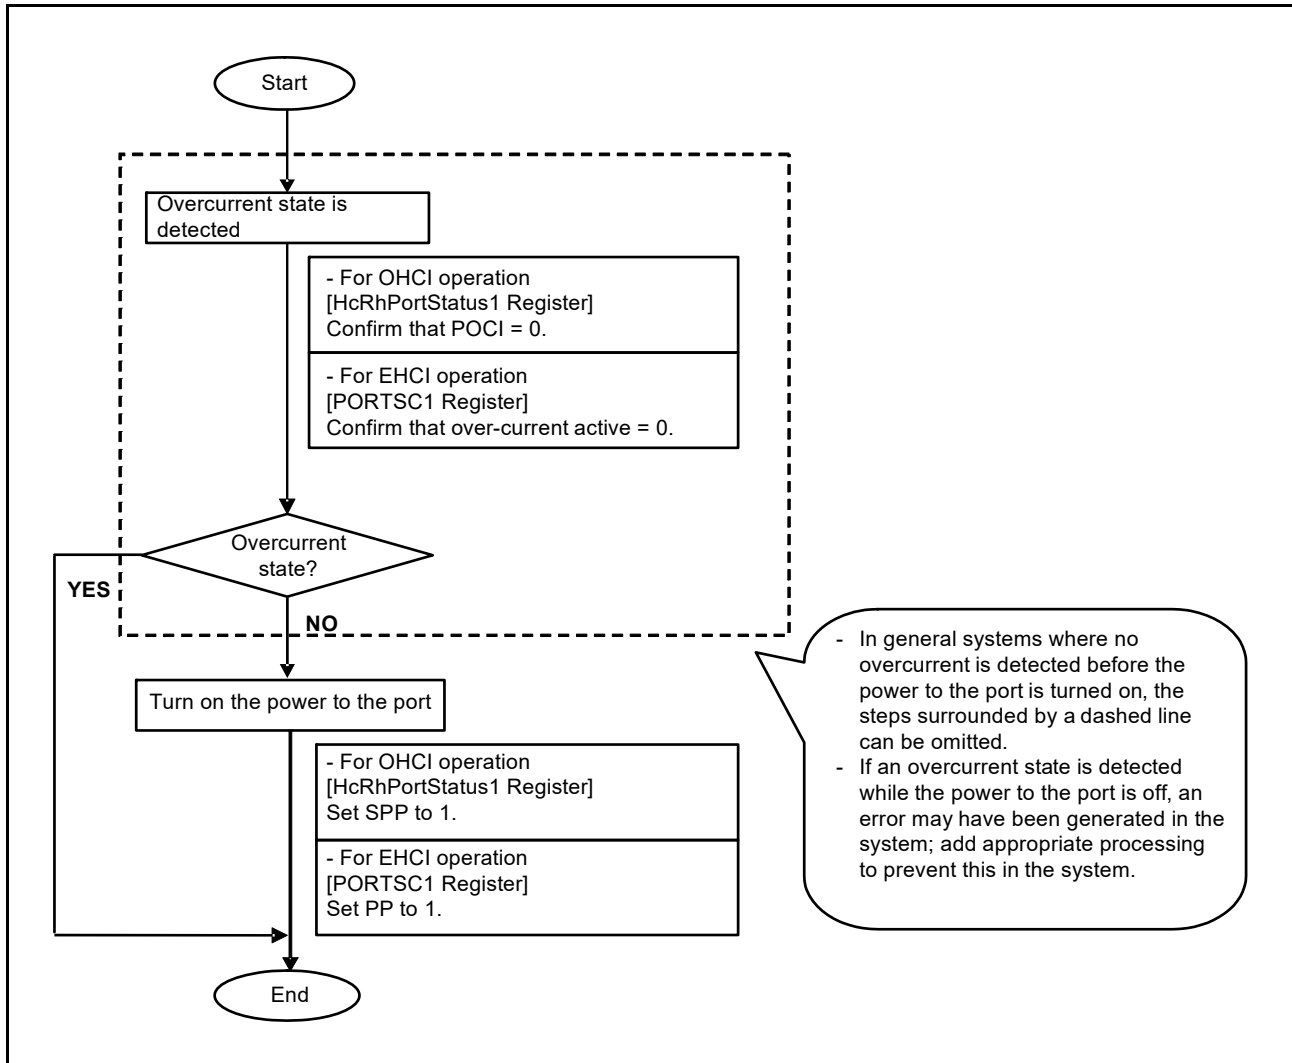 Start
Overcurrent state is
detected
- For OHCI operation
[HcRhPortStatus1 Register]
Confirm that POCI = 0.
- For EHCI operation
[PORTSC1 Register]
Confirm that over-current active = 0.
Overcurrent
state?
YES
NO
Turn on the power to the port
- For OHCI operation
[HcRhPortStatus1 Register]
Set SPP to 1.
- For EHCI operation
[PORTSC1 Register]
Set PP to 1.
End
- In general systems where no
overcurrent is detected before the
power to the port is turned on, the
steps surrounded by a dashed line
can be omitted.
- If an overcurrent state is detected
while the power to the port is off, an
error may have been generated in the
system; add appropriate processing
to prevent this in the system.